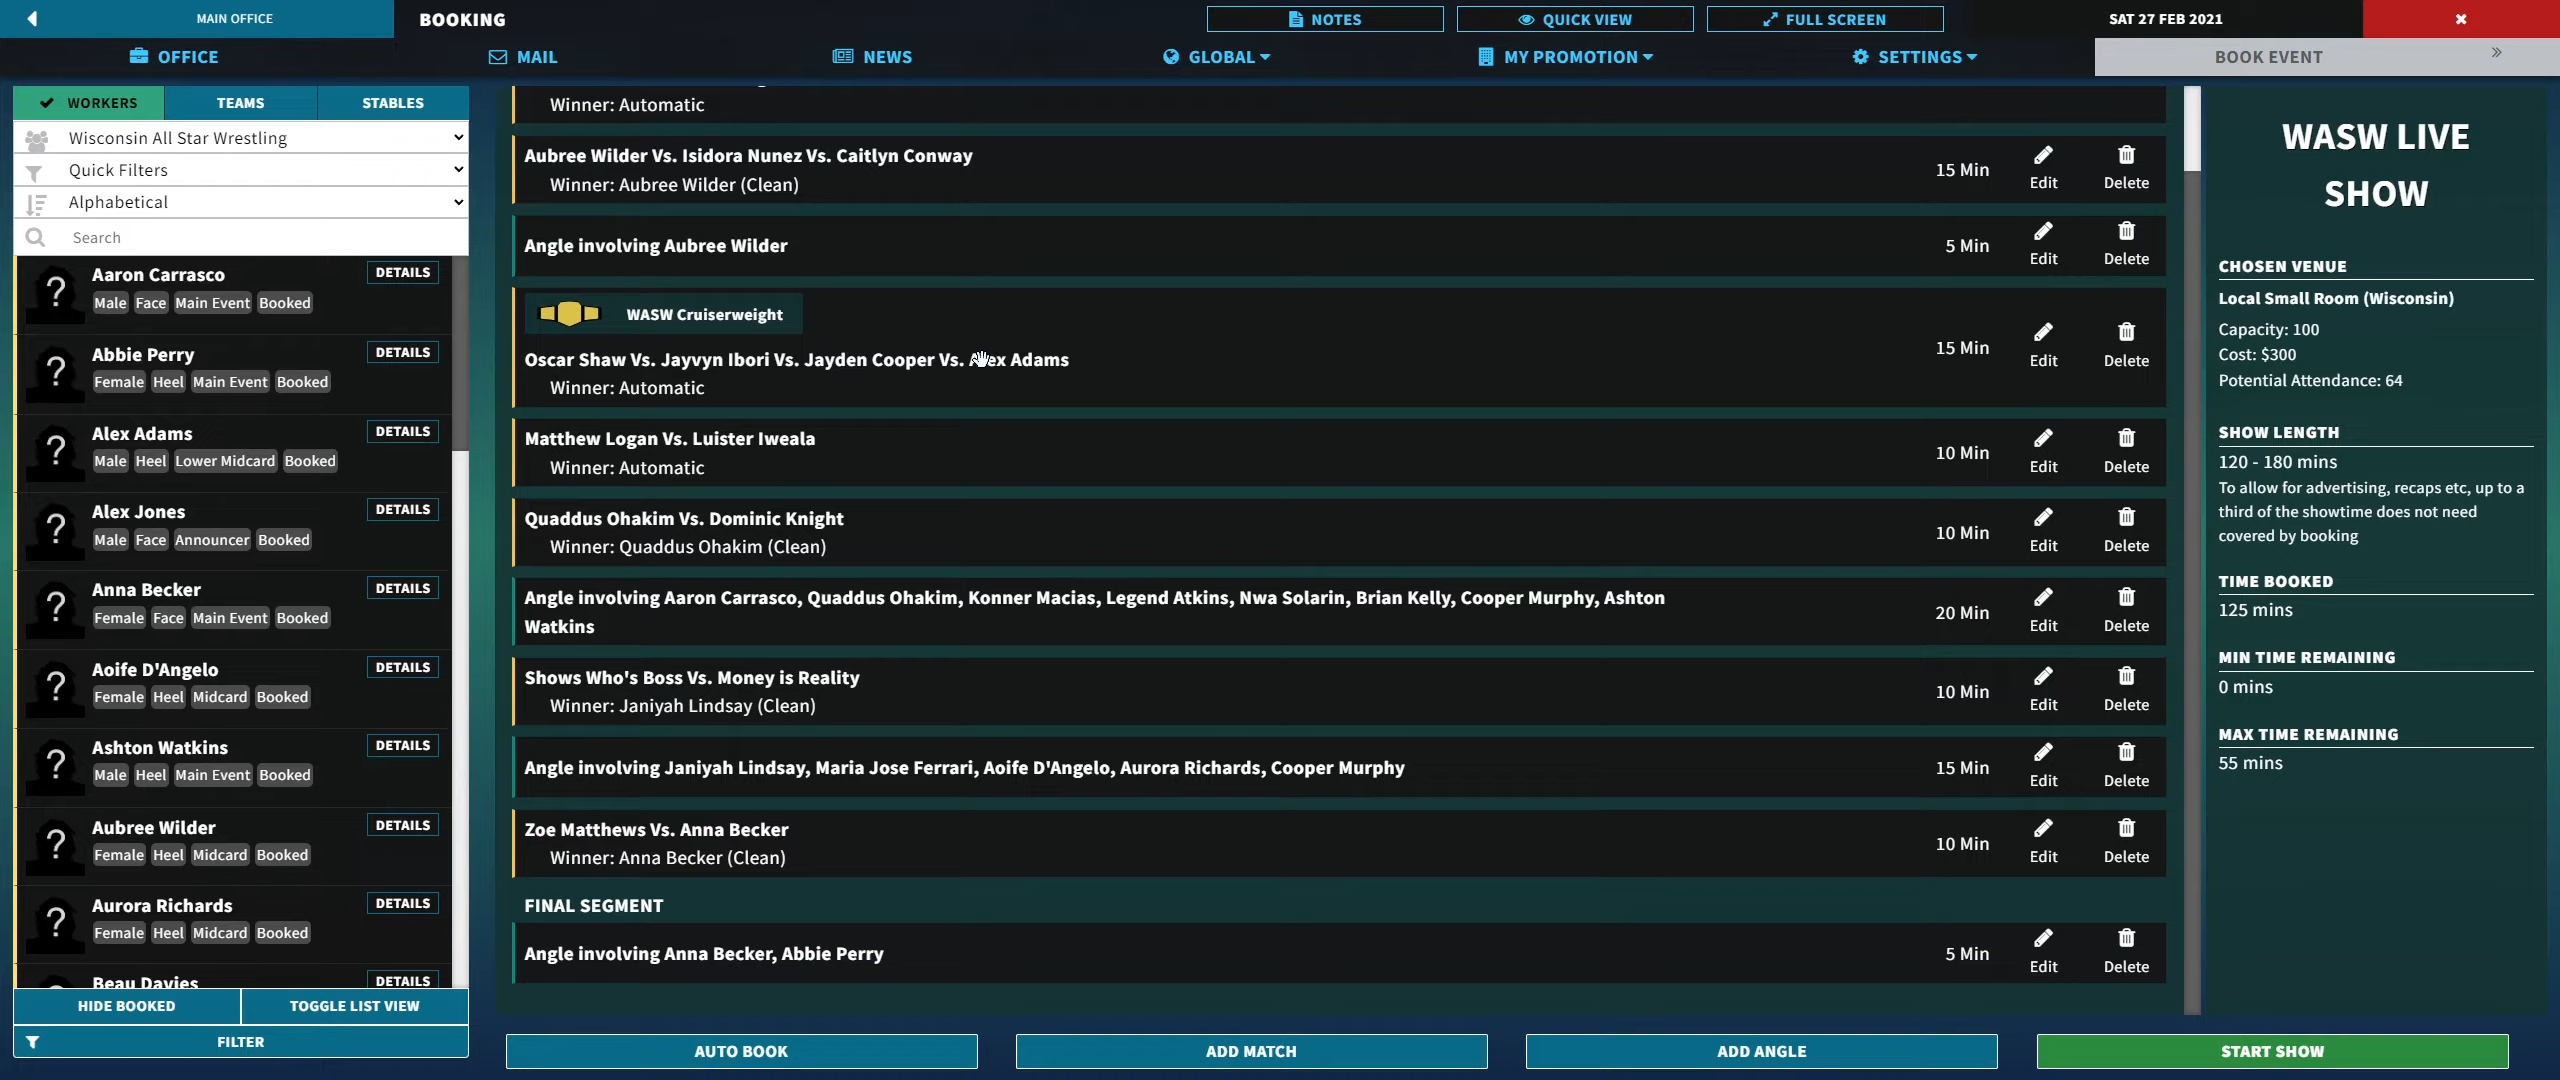 MAIN OFFICE
BOOKING
NOTES
QUICK VIEW
FULL SCREEN
SAT 27 FEB 2021
OFFICE
MAIL
NEWS
GLOBAL
MY PROMOTION
SETTINGS
BOOK EVENT
WORKERS
TEAMS
STABLES
Wisconsin All Star Wrestling
Quick Filters
Alphabetical
Search
Aaron Carrasco
DETAILS
Male Face Main Event Booked
Abbie Perry
DETAILS
Female Heel Main Event Booked
Alex Adams
DETAILS
Male Heel Lower Midcard Booked
Alex Jones
DETAILS
Male Face Announcer Booked
Anna Becker
DETAILS
Female Face Main Event Booked
Aoife D'Angelo
DETAILS
Female Heel Midcard Booked
Ashton Watkins
DETAILS
Male Heel Main Event Booked
Aubree Wilder
DETAILS
Female Heel Midcard Booked
Aurora Richards
DETAILS
Female Heel Midcard Booked
Beau Davies
DETAILS
HIDE BOOKED
TOGGLE LIST VIEW
FILTER
Winner: Automatic
Aubree Wilder Vs. Isidora Nunez Vs. Caitlyn Conway
Winner: Aubree Wilder (Clean)
15 Min
Edit
Delete
Angle involving Aubree Wilder
5 Min
Edit
Delete
WASW Cruiserweight
Oscar Shaw Vs. Jayvyn Ibori Vs. Jayden Cooper Vs. Alex Adams
Winner: Automatic
15 Min
Edit
Delete
Matthew Logan Vs. Luister Iweala
Winner: Automatic
10 Min
Edit
Delete
Quaddus Ohakim Vs. Dominic Knight
Winner: Quaddus Ohakim (Clean)
10 Min
Edit
Delete
Angle involving Aaron Carrasco, Quaddus Ohakim, Konner Macias, Legend Atkins, Nwa Solarin, Brian Kelly, Cooper Murphy, Ashton
Watkins
20 Min
Edit
Delete
Shows Who's Boss Vs. Money is Reality
Winner: Janiyah Lindsay (Clean)
10 Min
Edit
Delete
Angle involving Janiyah Lindsay, Maria Jose Ferrari, Aoife D'Angelo, Aurora Richards, Cooper Murphy
15 Min
Edit
Delete
Zoe Matthews Vs. Anna Becker
Winner: Anna Becker (Clean)
10 Min
Edit
Delete
FINAL SEGMENT
Angle involving Anna Becker, Abbie Perry
5 Min
Edit
Delete
AUTO BOOK
ADD MATCH
ADD ANGLE
START SHOW
WASW LIVE
SHOW
CHOSEN VENUE
Local Small Room (Wisconsin)
Capacity: 100
Cost: $300
Potential Attendance: 64
SHOW LENGTH
120 - 180 mins
To allow for advertising, recaps etc, up to a
third of the showtime does not need
covered by booking
TIME BOOKED
125 mins
MIN TIME REMAINING
0 mins
MAX TIME REMAINING
55 mins